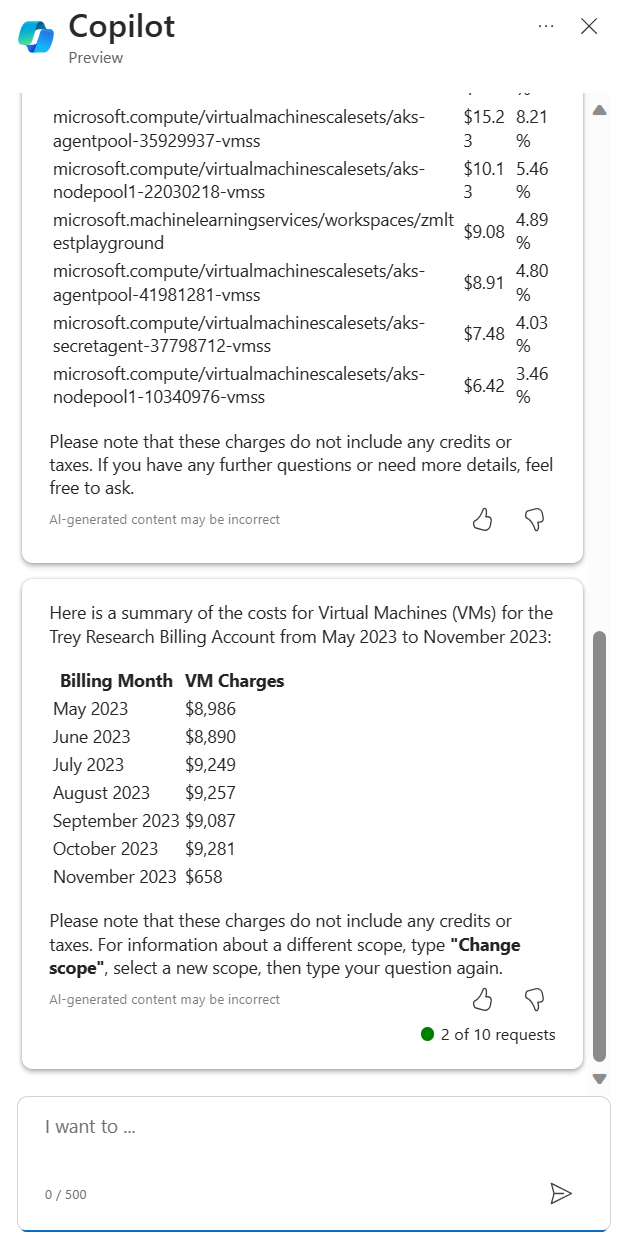 Copilot
Preview
microsoft.compute/virtualmachinescalesets/aks-
agentpool-35929937-vmss
$15.2
3
8.21
%
microsoft.compute/virtualmachinescalesets/aks-
nodepool1-22030218-vmss
$10.1
3
5.46
%
microsoft.machinelearningservices/workspaces/zmlt
estplayground
$9.08
4.89
%
microsoft.compute/virtualmachinescalesets/aks-
agentpool-41981281-vmss
$8.91
4.80
%
microsoft.compute/virtualmachinescalesets/aks-
secretagent-37798712-vmss
$7.48
4.03
%
microsoft.compute/virtualmachinescalesets/aks-
nodepool1-10340976-vmss
$6.42
3.46
%
Please note that these charges do not include any credits or
taxes. If you have any further questions or need more details, feel
free to ask.
AI-generated content may be incorrect
Here is a summary of the costs for Virtual Machines (VMs) for the
Trey Research Billing Account from May 2023 to November 2023:
Billing Month VM Charges
May 2023 $8,986
June 2023 $8,890
July 2023 $9,249
August 2023 $9,257
September 2023 $9,087
October 2023 $9,281
November 2023 $658
Please note that these charges do not include any credits or
taxes. For information about a different scope, type "Change
scope", select a new scope, then type your question again.
AI-generated content may be incorrect
2 of 10 requests
I want to ...
0 / 500